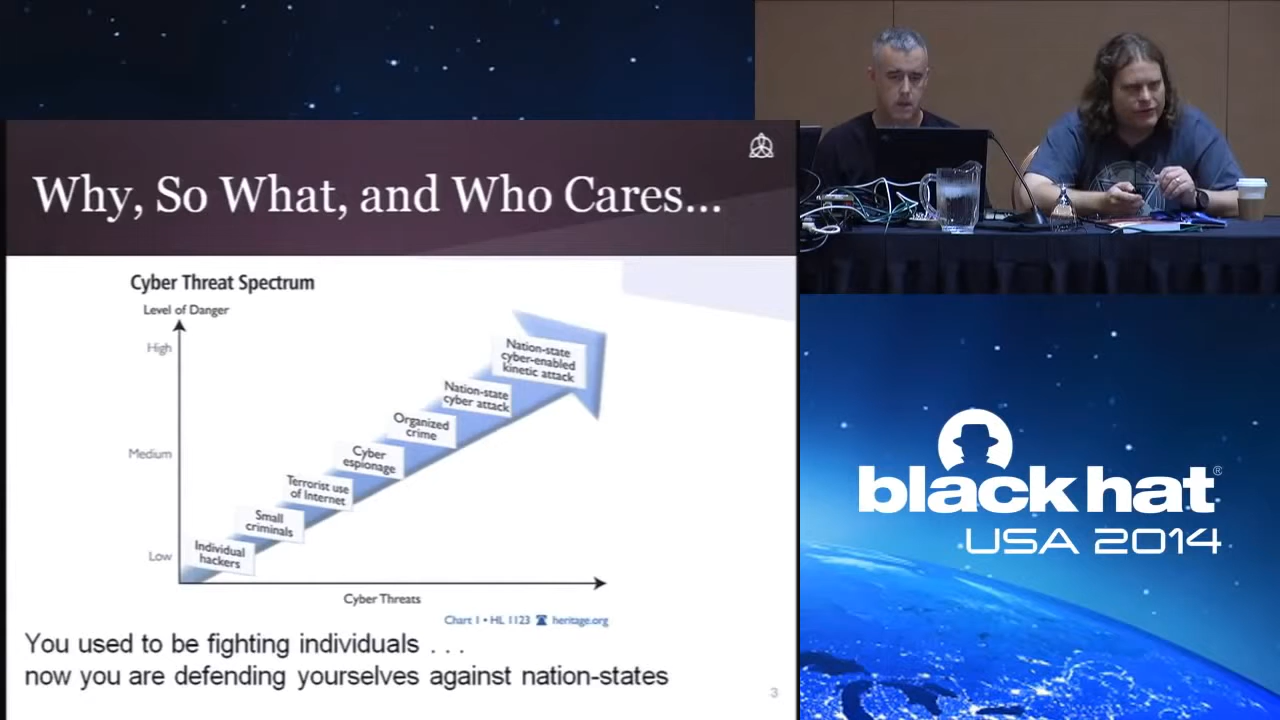 Why, So What, and Who Cares...
Cyber Threat Spectrum
Level of Danger
High
Medium
Low
Nation-state
cyber-enabled
kinetic attack
Nation-state
cyber attack
Organized
crime
Cyber
espionage
Terrorist use
of Internet
Small
criminals
Individual
hackers
Cyber Threats
Chart 1 • HL 1123 heritage.org
You used to be fighting individuals . . .
now you are defending yourselves against nation-states
3
black hat®
USA 2014